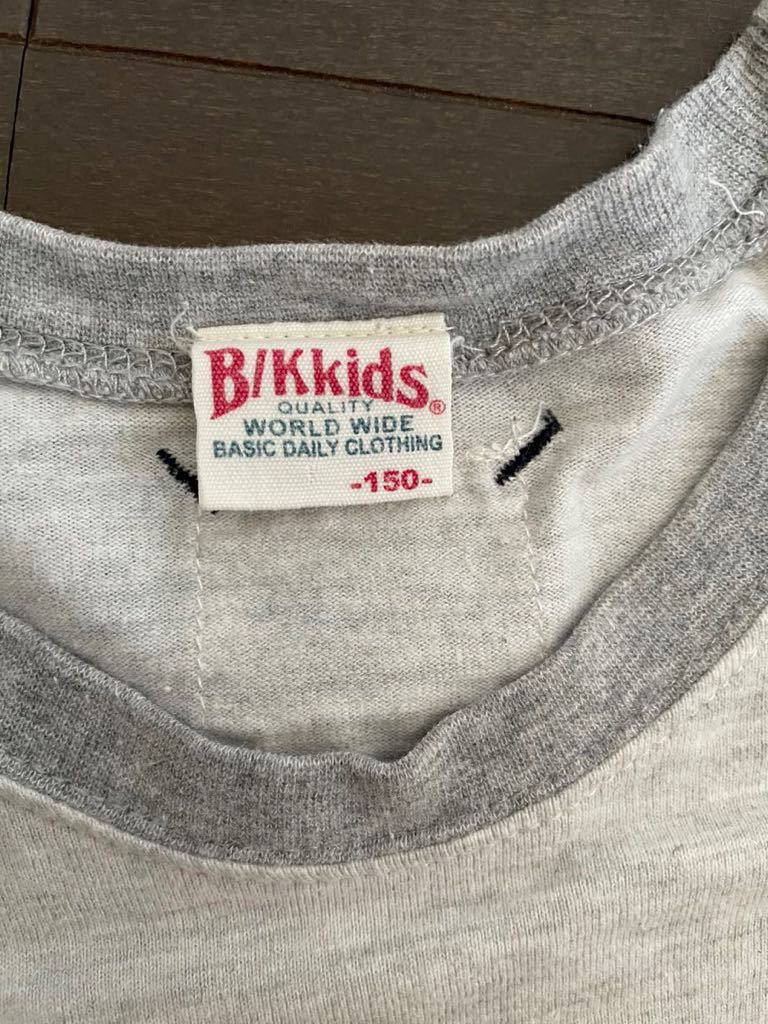 B/Kkids®
QUALITY
WORLD WIDE
BASIC DAILY CLOTHING
-150-